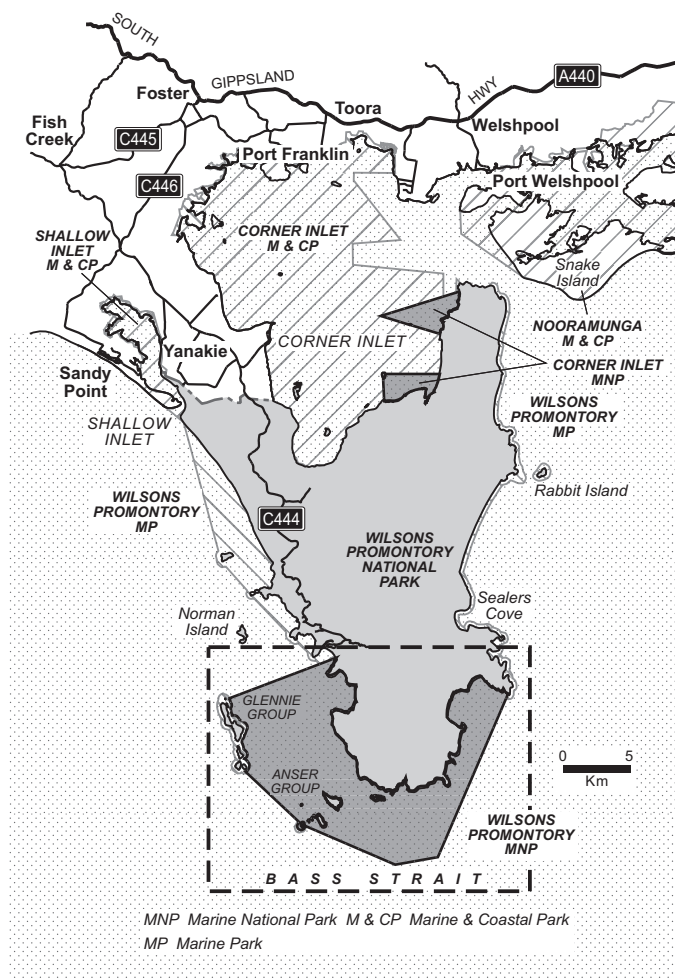 SOUTH
GIPPSLAND
HWY
A440
Foster
Toora
Fish
Creek
C445
Welshpool
Port Franklin
C446
Port Welshpool
SHALLOW
INLET
M & CP
CORNER INLET
M & CP
Snake
Island
CORNER INLET
NOORAMUNGA
M & CP
Yanakie
CORNER INLET
MNP
Sandy
Point
WILSONS
PROMONTORY
MP
SHALLOW
INLET
Rabbit Island
WILSONS
PROMONTORY
MP
C444
WILSONS
PROMONTORY
NATIONAL
PARK
Sealers
Cove
Norman
Island
GLENNIE
GROUP
0 5
Km
ANSER
GROUP
WILSONS
PROMONTORY
MNP
BASS STRAIT
MNP Marine National Park M & CP Marine & Coastal Park
MP Marine Park